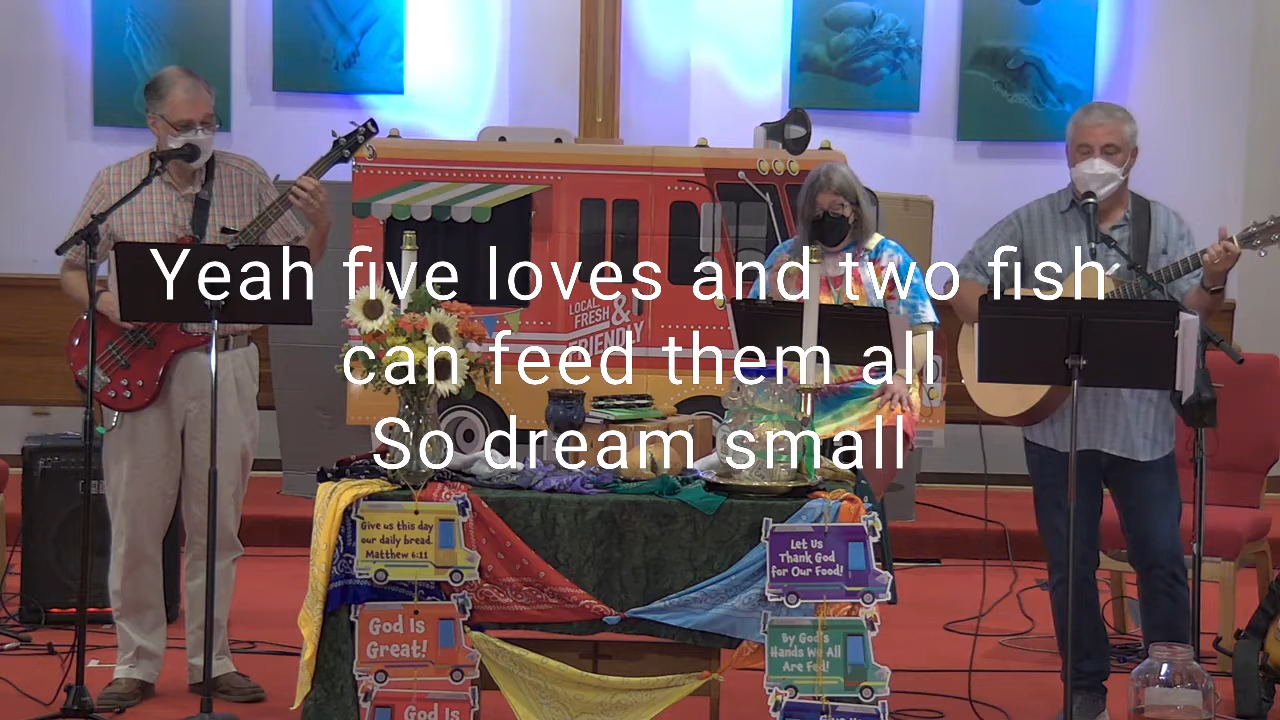 Yeah five loves and two fish
can feed them all
So dream small
LOCAL,
FRESH &
FRIENDLY
Give us this day
our daily bread.
Matthew 6:11
God Is
Great!
God Is
Let Us
Thank God
for Our Food!
By God's
Hands We All
Are Fed!
Give